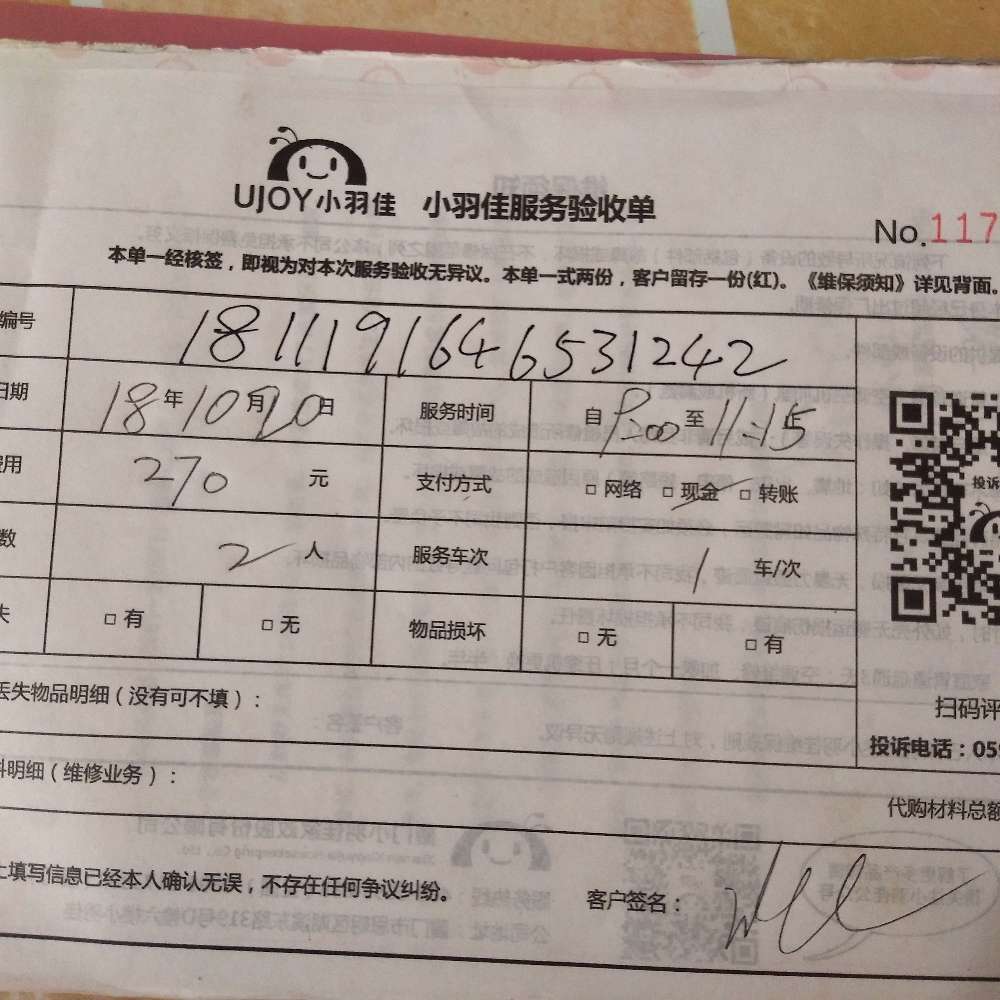 UJOY小羽佳 小羽佳服务验收单
No.117
本单一经核签，即视为对本次服务验收无异议。本单一式两份，客户留存一份(红)。《维保须知》详见背面。
编号 1811191646531242
日期 18年10月20日 服务时间 自 9:00 至 11:15
费用 270 元 支付方式 □ 网络 □ 现金 □ 转账
数 2 人 服务车次 1 车/次
失 □ 有 □ 无 物品损坏 □ 无 □ 有
投诉
丢失物品明细（没有可不填）：
扫码评
投诉电话：059
料明细（维修业务）：
代购材料总额
上填写信息已经本人确认无误，不存在任何争议纠纷。 客户签名：